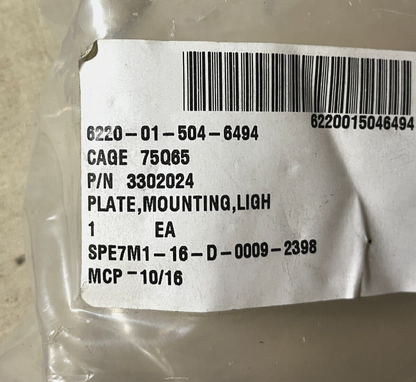 6220015046494
6220-01-504-6494
CAGE 75Q65
P/N 3302024
PLATE,MOUNTING,LIGH
1 EA
SPE7M1-16-D-0009-2398
MCP-10/16